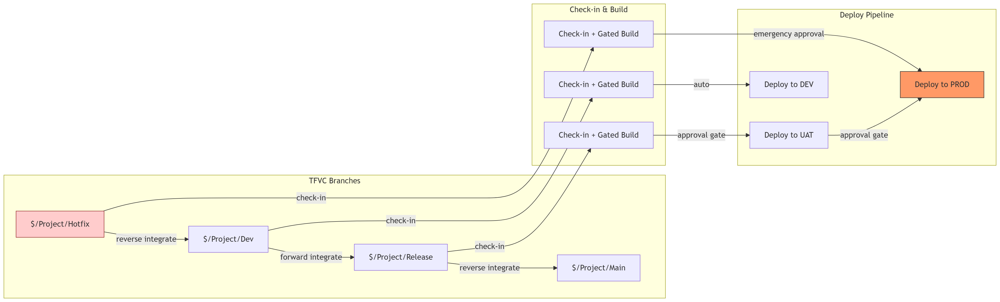 Check-in & Build
Check-in + Gated Build
Check-in + Gated Build
Check-in + Gated Build
Deploy Pipeline
emergency approval
auto
Deploy to DEV
Deploy to PROD
approval gate
Deploy to UAT
approval gate
TFVC Branches
check-in
$/Project/Hotfix
check-in
reverse integrate
$/Project/Dev
check-in
forward integrate
$/Project/Release
reverse integrate
$/Project/Main